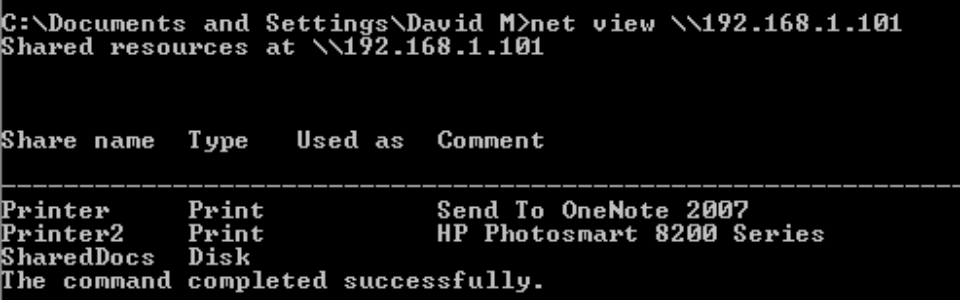 C:\Documents and Settings\David M>net view \\192.168.1.101
Shared resources at \\192.168.1.101
Share name  Type   Used as  Comment
-------------------------------------------------------------
Printer     Print           Send To OneNote 2007
Printer2    Print           HP Photosmart 8200 Series
SharedDocs  Disk
The command completed successfully.